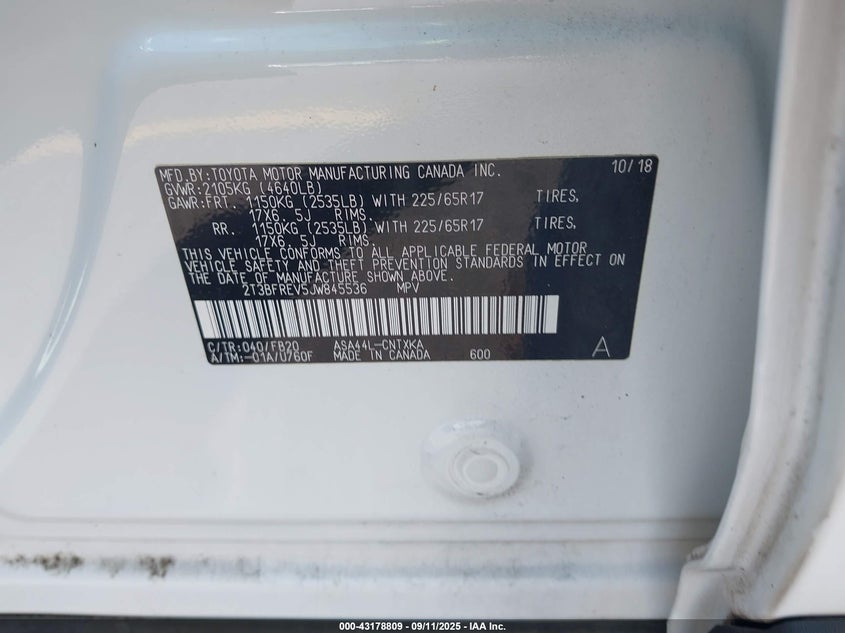 MFD.BY:TOYOTA MOTOR MANUFACTURING CANADA INC. 10/18
GVWR:2105KG (4640LB)
GAWR:FRT. 1150KG (2535LB) WITH 225/65R17 TIRES,
17X6. 5J RIMS.
RR. 1150KG (2535LB) WITH 225/65R17 TIRES,
17X6. 5J RIMS.
THIS VEHICLE CONFORMS TO ALL APPLICABLE FEDERAL MOTOR
VEHICLE SAFETY AND THEFT PREVENTION STANDARDS IN EFFECT ON
THE DATE OF MANUFACTURE SHOWN ABOVE.
2T3BFREV5JW845536 MPV
C/TR:040/FB20 ASA44L-CNTXKA
A/TM:-01A/U760F MADE IN CANADA 600 A
000-43178809 - 09/11/2025 - IAA Inc.